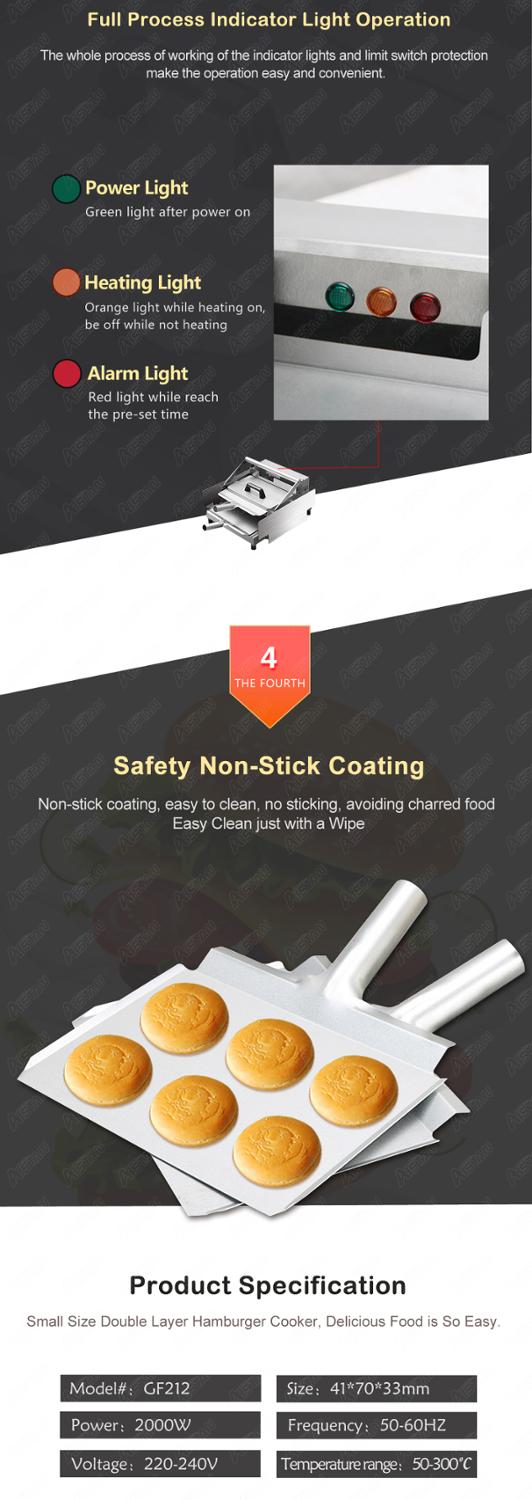 Full Process Indicator Light Operation
The whole process of working of the indicator lights and limit switch protection
make the operation easy and convenient.
Power Light
Green light after power on
Heating Light
Orange light while heating on,
be off while not heating
Alarm Light
Red light while reach
the pre-set time
4
THE FOURTH
Safety Non-Stick Coating
Non-stick coating, easy to clean, no sticking, avoiding charred food
Easy Clean just with a Wipe
Product Specification
Small Size Double Layer Hamburger Cooker, Delicious Food is So Easy.
Model#: GF212
Size: 41*70*33mm
Power: 2000W
Frequency: 50-60HZ
Voltage: 220-240V
Temperature range: 50-300℃